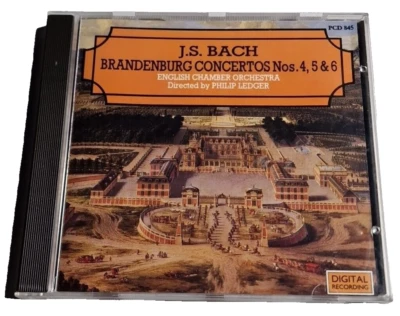 PCD 845
J.S. BACH
BRANDENBURG CONCERTOS Nos. 4, 5 & 6
ENGLISH CHAMBER ORCHESTRA
Directed by PHILIP LEDGER
DIGITAL
RECORDING